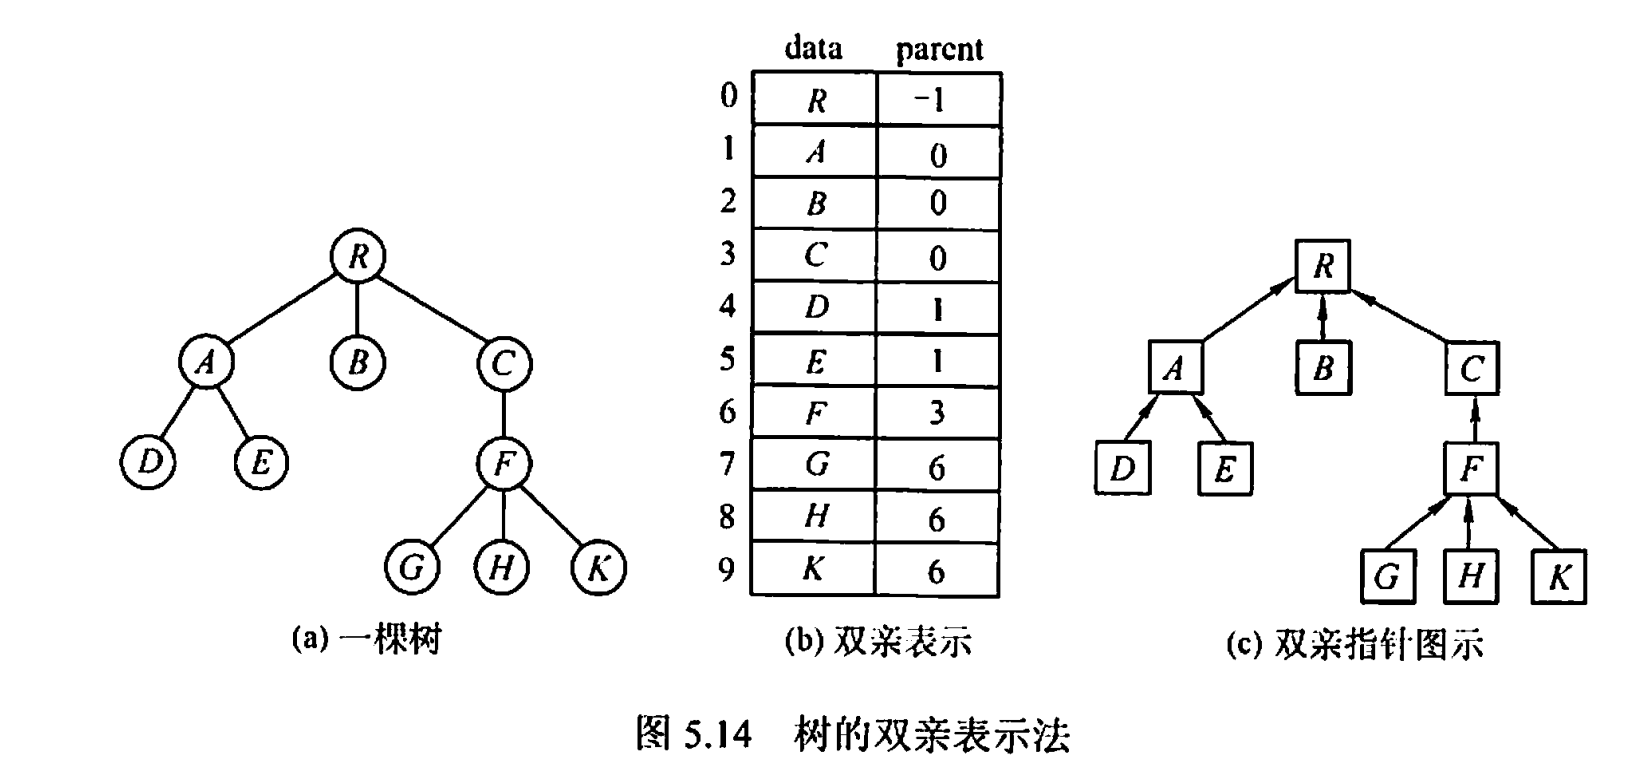 R
A B C
D E F
G H K
(a) 一棵树
data parent
0 R -1
1 A 0
2 B 0
3 C 0
4 D 1
5 E 1
6 F 3
7 G 6
8 H 6
9 K 6
(b) 双亲表示
R
A B C
D E F
G H K
(c) 双亲指针图示
图 5.14 树的双亲表示法